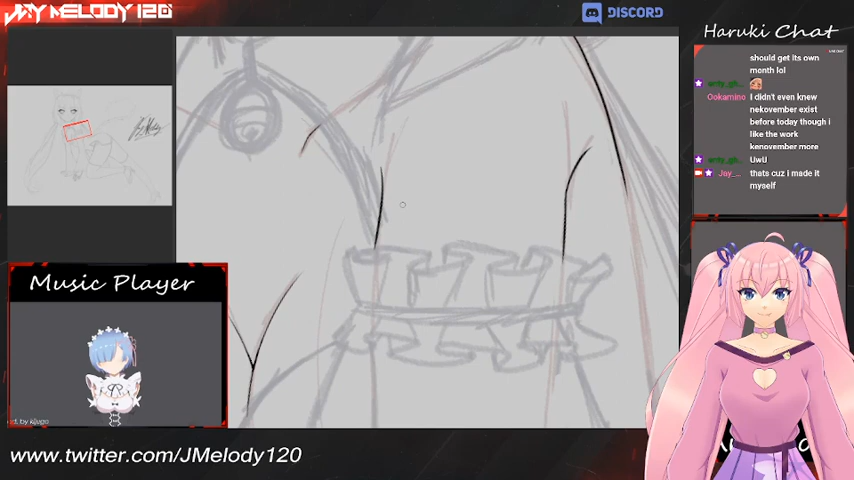 JAY MELODY 120
DISCORD
Haruki Chat
should get its own
month lol
Ookamino I didn't even knew
nekovember exist
before today though i
like the work
kenovember more
UwU
Jay_... thats cuz i made it
myself
Music Player
www.twitter.com/JMelody120